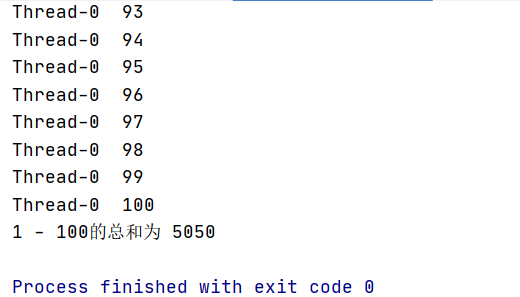 Thread-0  93
Thread-0  94
Thread-0  95
Thread-0  96
Thread-0  97
Thread-0  98
Thread-0  99
Thread-0  100
1 - 100的总和为 5050
Process finished with exit code 0